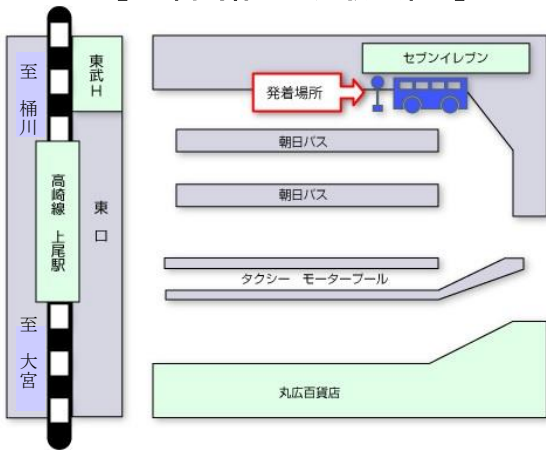 至 桶川
東武H
高崎線 上尾駅
東口
至 大宮
セブンイレブン
発着場所
朝日バス
朝日バス
タクシー モータープール
丸広百貨店